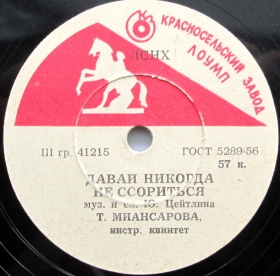 КРАСНОСЕЛЬСКИЙ ЗАВОД
ЛОУМП
ЛСНХ
III гр. 41215
ГОСТ 5289-56
57 к.
ДАВАЙ НИКОГДА
НЕ ССОРИТЬСЯ
муз. и сл. Ю. Цейтлина
Т. МИАНСАРОВА,
инстр. квинтет